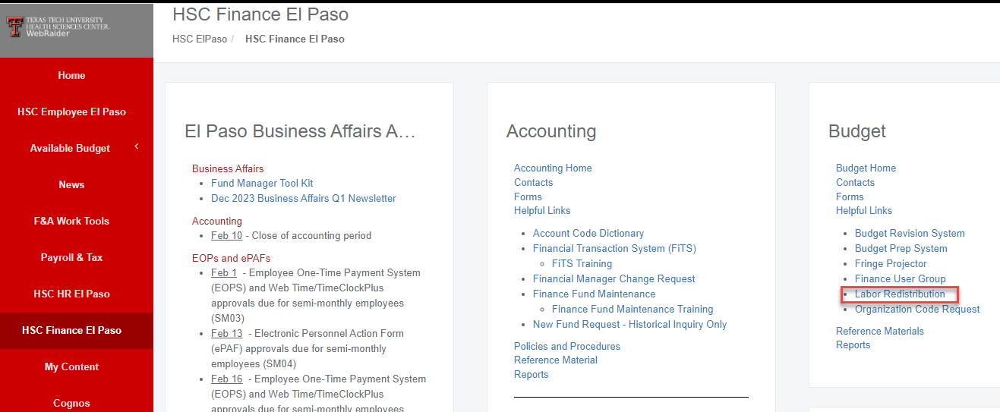 TEXAS TECH UNIVERSITY
HEALTH SCIENCES CENTER.
WebRaider
Home
HSC Employee El Paso
Available Budget
News
F&A Work Tools
Payroll & Tax
HSC HR El Paso
HSC Finance El Paso
My Content
Cognos
HSC Finance El Paso
HSC ElPaso / HSC Finance El Paso
El Paso Business Affairs A…
Business Affairs
• Fund Manager Tool Kit
• Dec 2023 Business Affairs Q1 Newsletter
Accounting
• Feb 10 - Close of accounting period
EOPs and ePAFs
• Feb 1 - Employee One-Time Payment System
(EOPS) and Web Time/TimeClockPlus
approvals due for semi-monthly employees
(SM03)
• Feb 13 - Electronic Personnel Action Form
(ePAF) approvals due for semi-monthly
employees (SM04)
• Feb 16 - Employee One-Time Payment System
(EOPS) and Web Time/TimeClockPlus
approvals due for semi-monthly employees
Accounting
Accounting Home
Contacts
Forms
Helpful Links
• Account Code Dictionary
• Financial Transaction System (FiTS)
◦ FiTS Training
• Financial Manager Change Request
• Finance Fund Maintenance
◦ Finance Fund Maintenance Training
• New Fund Request - Historical Inquiry Only
Policies and Procedures
Reference Material
Reports
Budget
Budget Home
Contacts
Forms
Helpful Links
• Budget Revision System
• Budget Prep System
• Fringe Projector
• Finance User Group
• Labor Redistribution
• Organization Code Request
Reference Materials
Reports